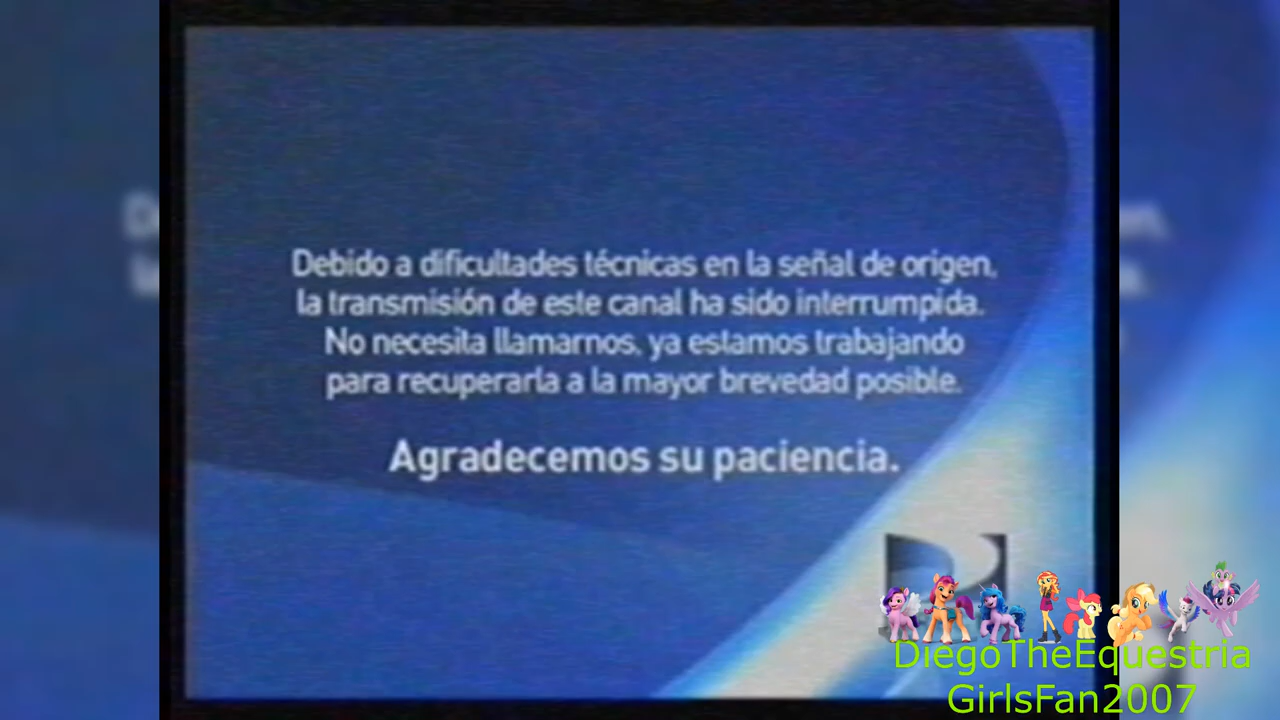 Debido a dificultades técnicas en la señal de origen,
la transmisión de este canal ha sido interrumpida.
No necesita llamarnos, ya estamos trabajando
para recuperarla a la mayor brevedad posible.
Agradecemos su paciencia.
DiegoTheEquestria
GirlsFan2007